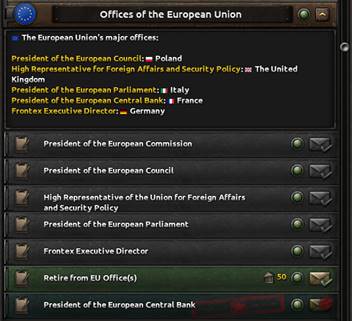 Offices of the European Union
The European Union's major offices:
President of the European Council: Poland
High Representative for Foreign Affairs and Security Policy: The United
Kingdom
President of the European Parliament: Italy
President of the European Central Bank: France
Frontex Executive Director: Germany
President of the European Commission
President of the European Council
High Representative of the Union for Foreign Affairs
and Security Policy
President of the European Parliament
Frontex Executive Director
Retire from EU Office(s) 50
President of the European Central Bank